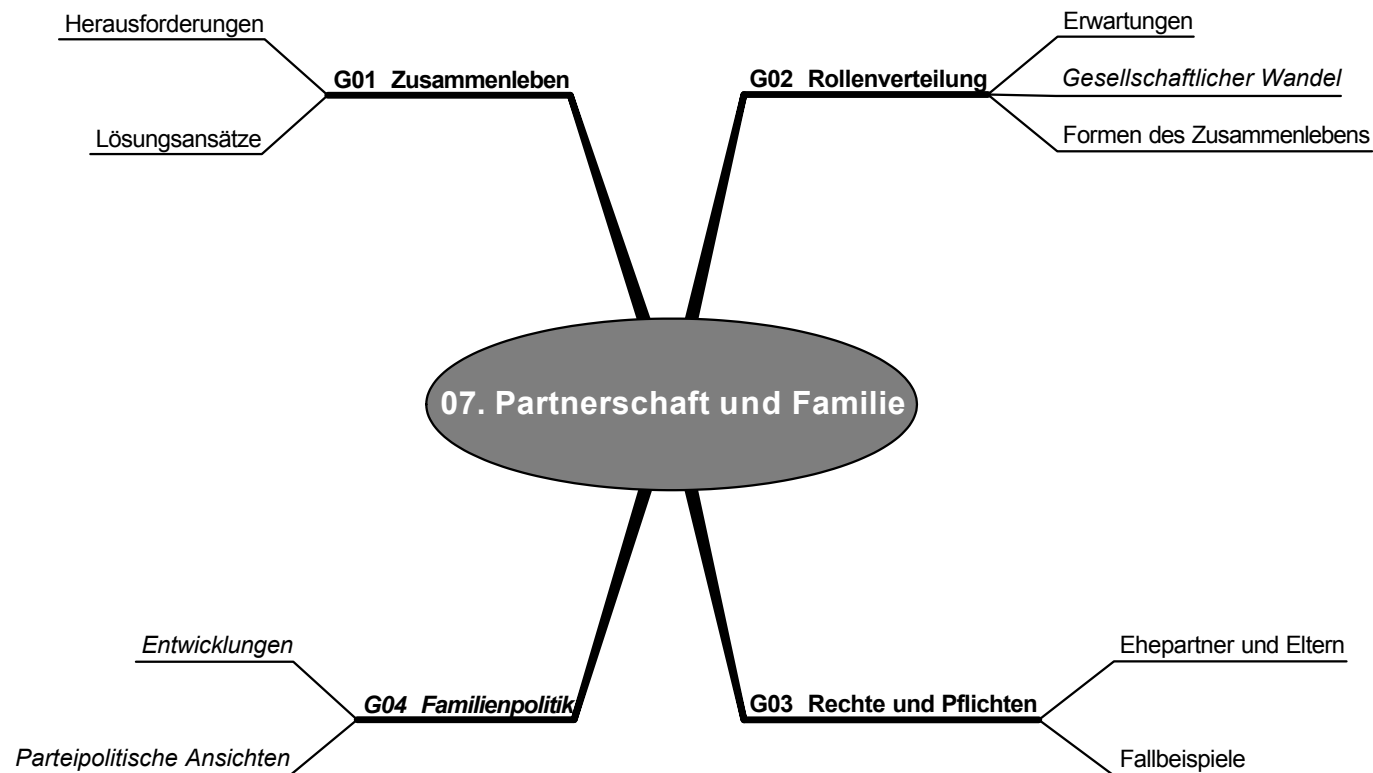 Herausforderungen
G01 Zusammenleben
Lösungsansätze
Erwartungen
G02 Rollenverteilung
Gesellschaftlicher Wandel
Formen des Zusammenlebens
07. Partnerschaft und Familie
Entwicklungen
G04 Familienpolitik
Parteipolitische Ansichten
Ehepartner und Eltern
G03 Rechte und Pflichten
Fallbeispiele